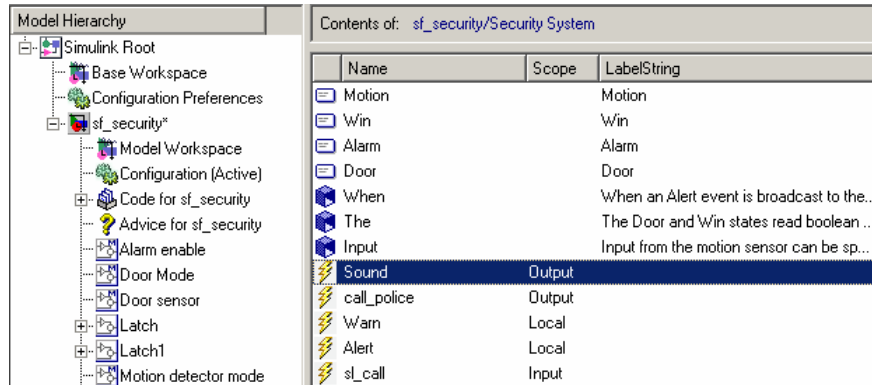 Model Hierarchy
Simulink Root
Base Workspace
Configuration Preferences
sf_security*
Model Workspace
Configuration (Active)
Code for sf_security
Advice for sf_security
Alarm enable
Door Mode
Door sensor
Latch
Latch1
Motion detector mode
Contents of: sf_security/Security System
Name Scope LabelString
Motion Motion
Win Win
Alarm Alarm
Door Door
When When an Alert event is broadcast to the..
The The Door and Win states read boolean ..
Input Input from the motion sensor can be sp...
Sound Output
call_police Output
Warn Local
Alert Local
sl_call Input